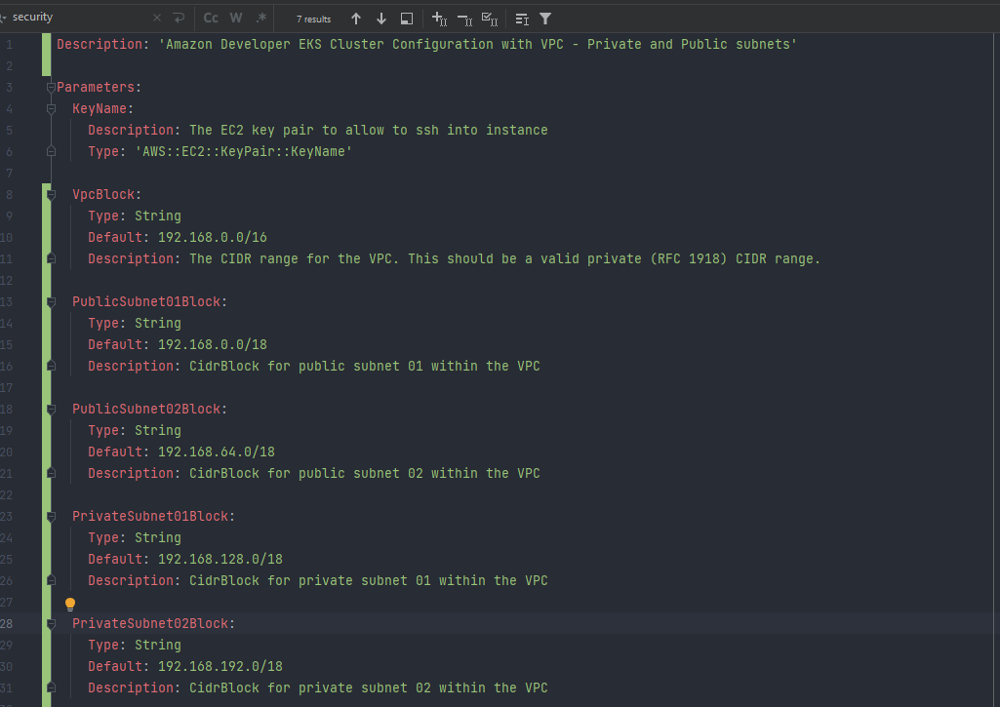 security Cc W .* 7 results
1 Description: 'Amazon Developer EKS Cluster Configuration with VPC - Private and Public subnets'
2
3 Parameters:
4 KeyName:
5 Description: The EC2 key pair to allow to ssh into instance
6 Type: 'AWS::EC2::KeyPair::KeyName'
7
8 VpcBlock:
9 Type: String
10 Default: 192.168.0.0/16
11 Description: The CIDR range for the VPC. This should be a valid private (RFC 1918) CIDR range.
12
13 PublicSubnet01Block:
14 Type: String
15 Default: 192.168.0.0/18
16 Description: CidrBlock for public subnet 01 within the VPC
17
18 PublicSubnet02Block:
19 Type: String
20 Default: 192.168.64.0/18
21 Description: CidrBlock for public subnet 02 within the VPC
22
23 PrivateSubnet01Block:
24 Type: String
25 Default: 192.168.128.0/18
26 Description: CidrBlock for private subnet 01 within the VPC
27
28 PrivateSubnet02Block:
29 Type: String
30 Default: 192.168.192.0/18
31 Description: CidrBlock for private subnet 02 within the VPC